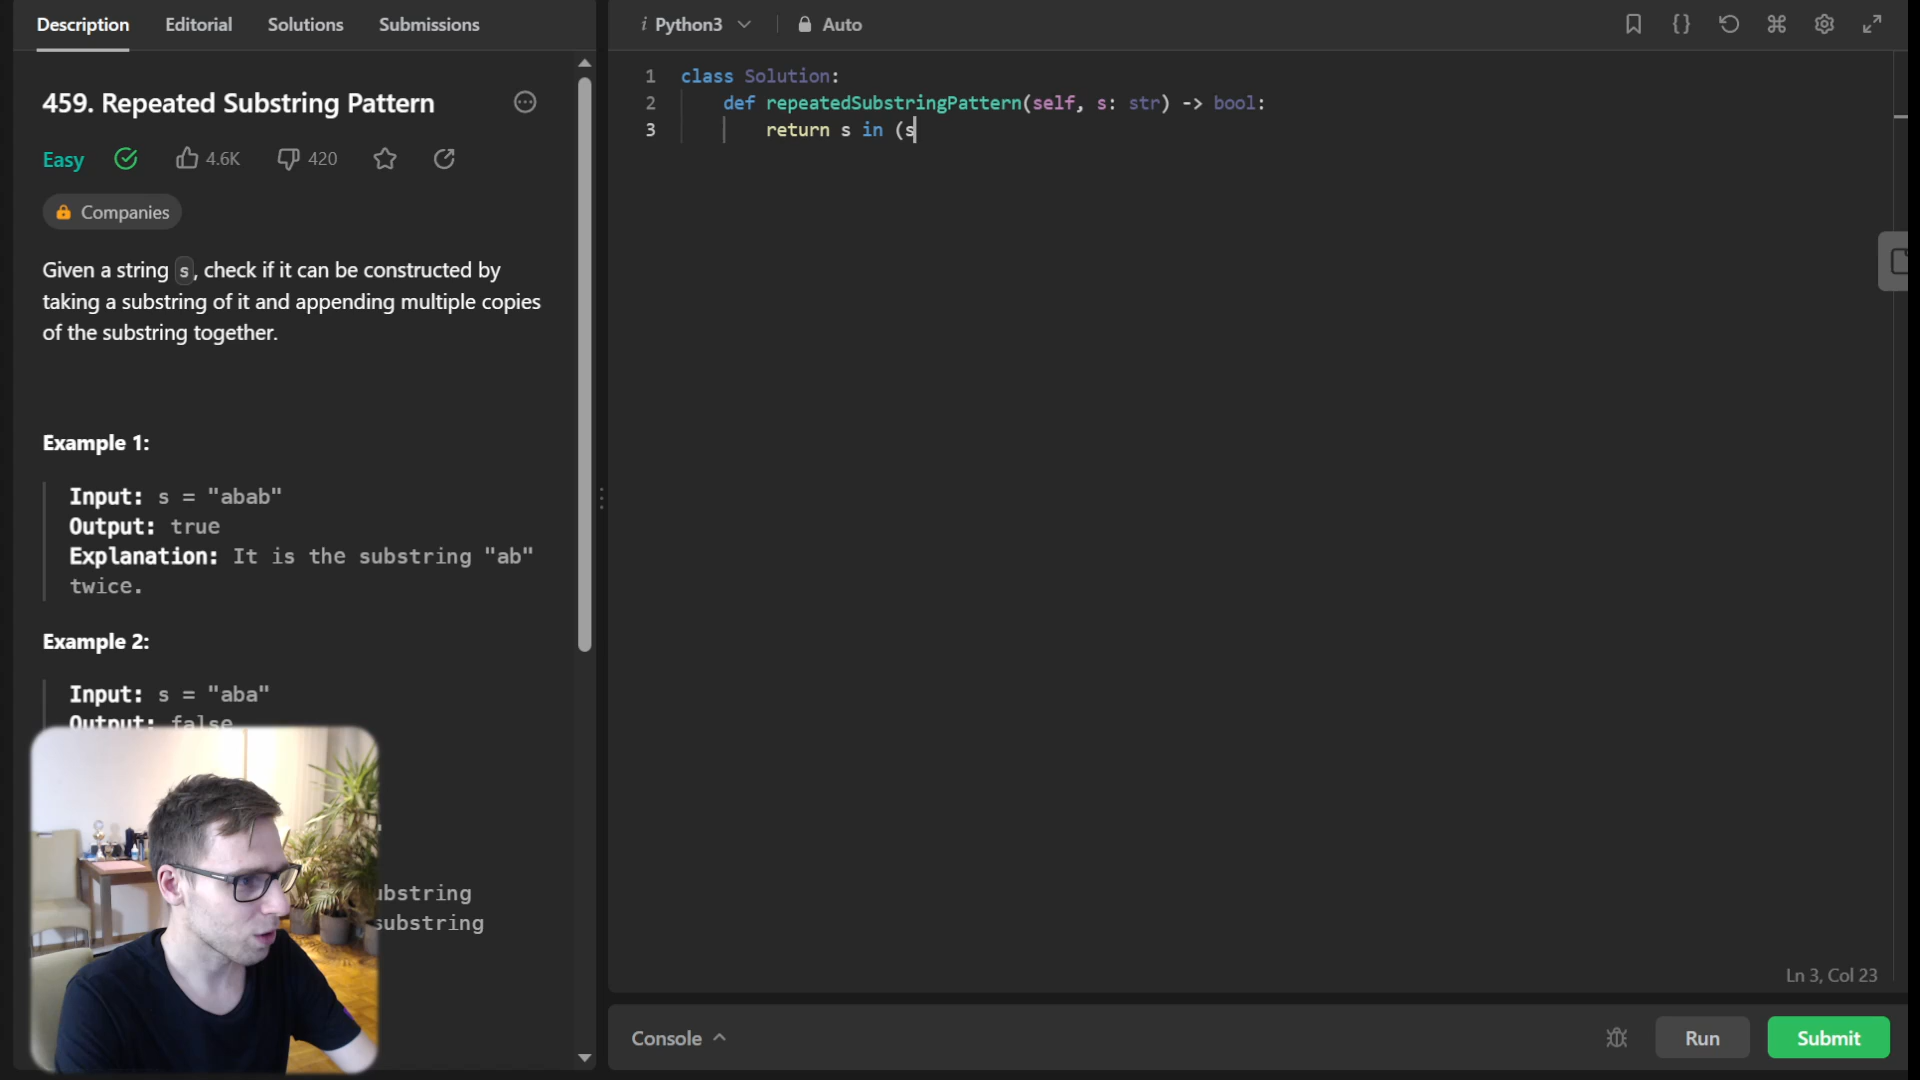 Description Editorial Solutions Submissions
459. Repeated Substring Pattern
Easy 4.6K 420
Companies
Given a string s, check if it can be constructed by
taking a substring of it and appending multiple copies
of the substring together.
Example 1:
Input: s = "abab"
Output: true
Explanation: It is the substring "ab"
twice.
Example 2:
Input: s = "aba"
Output: false
substring
i Python3 Auto
1 class Solution:
2 def repeatedSubstringPattern(self, s: str) -> bool:
3 return s in (s
Ln 3, Col 23
Console Run Submit